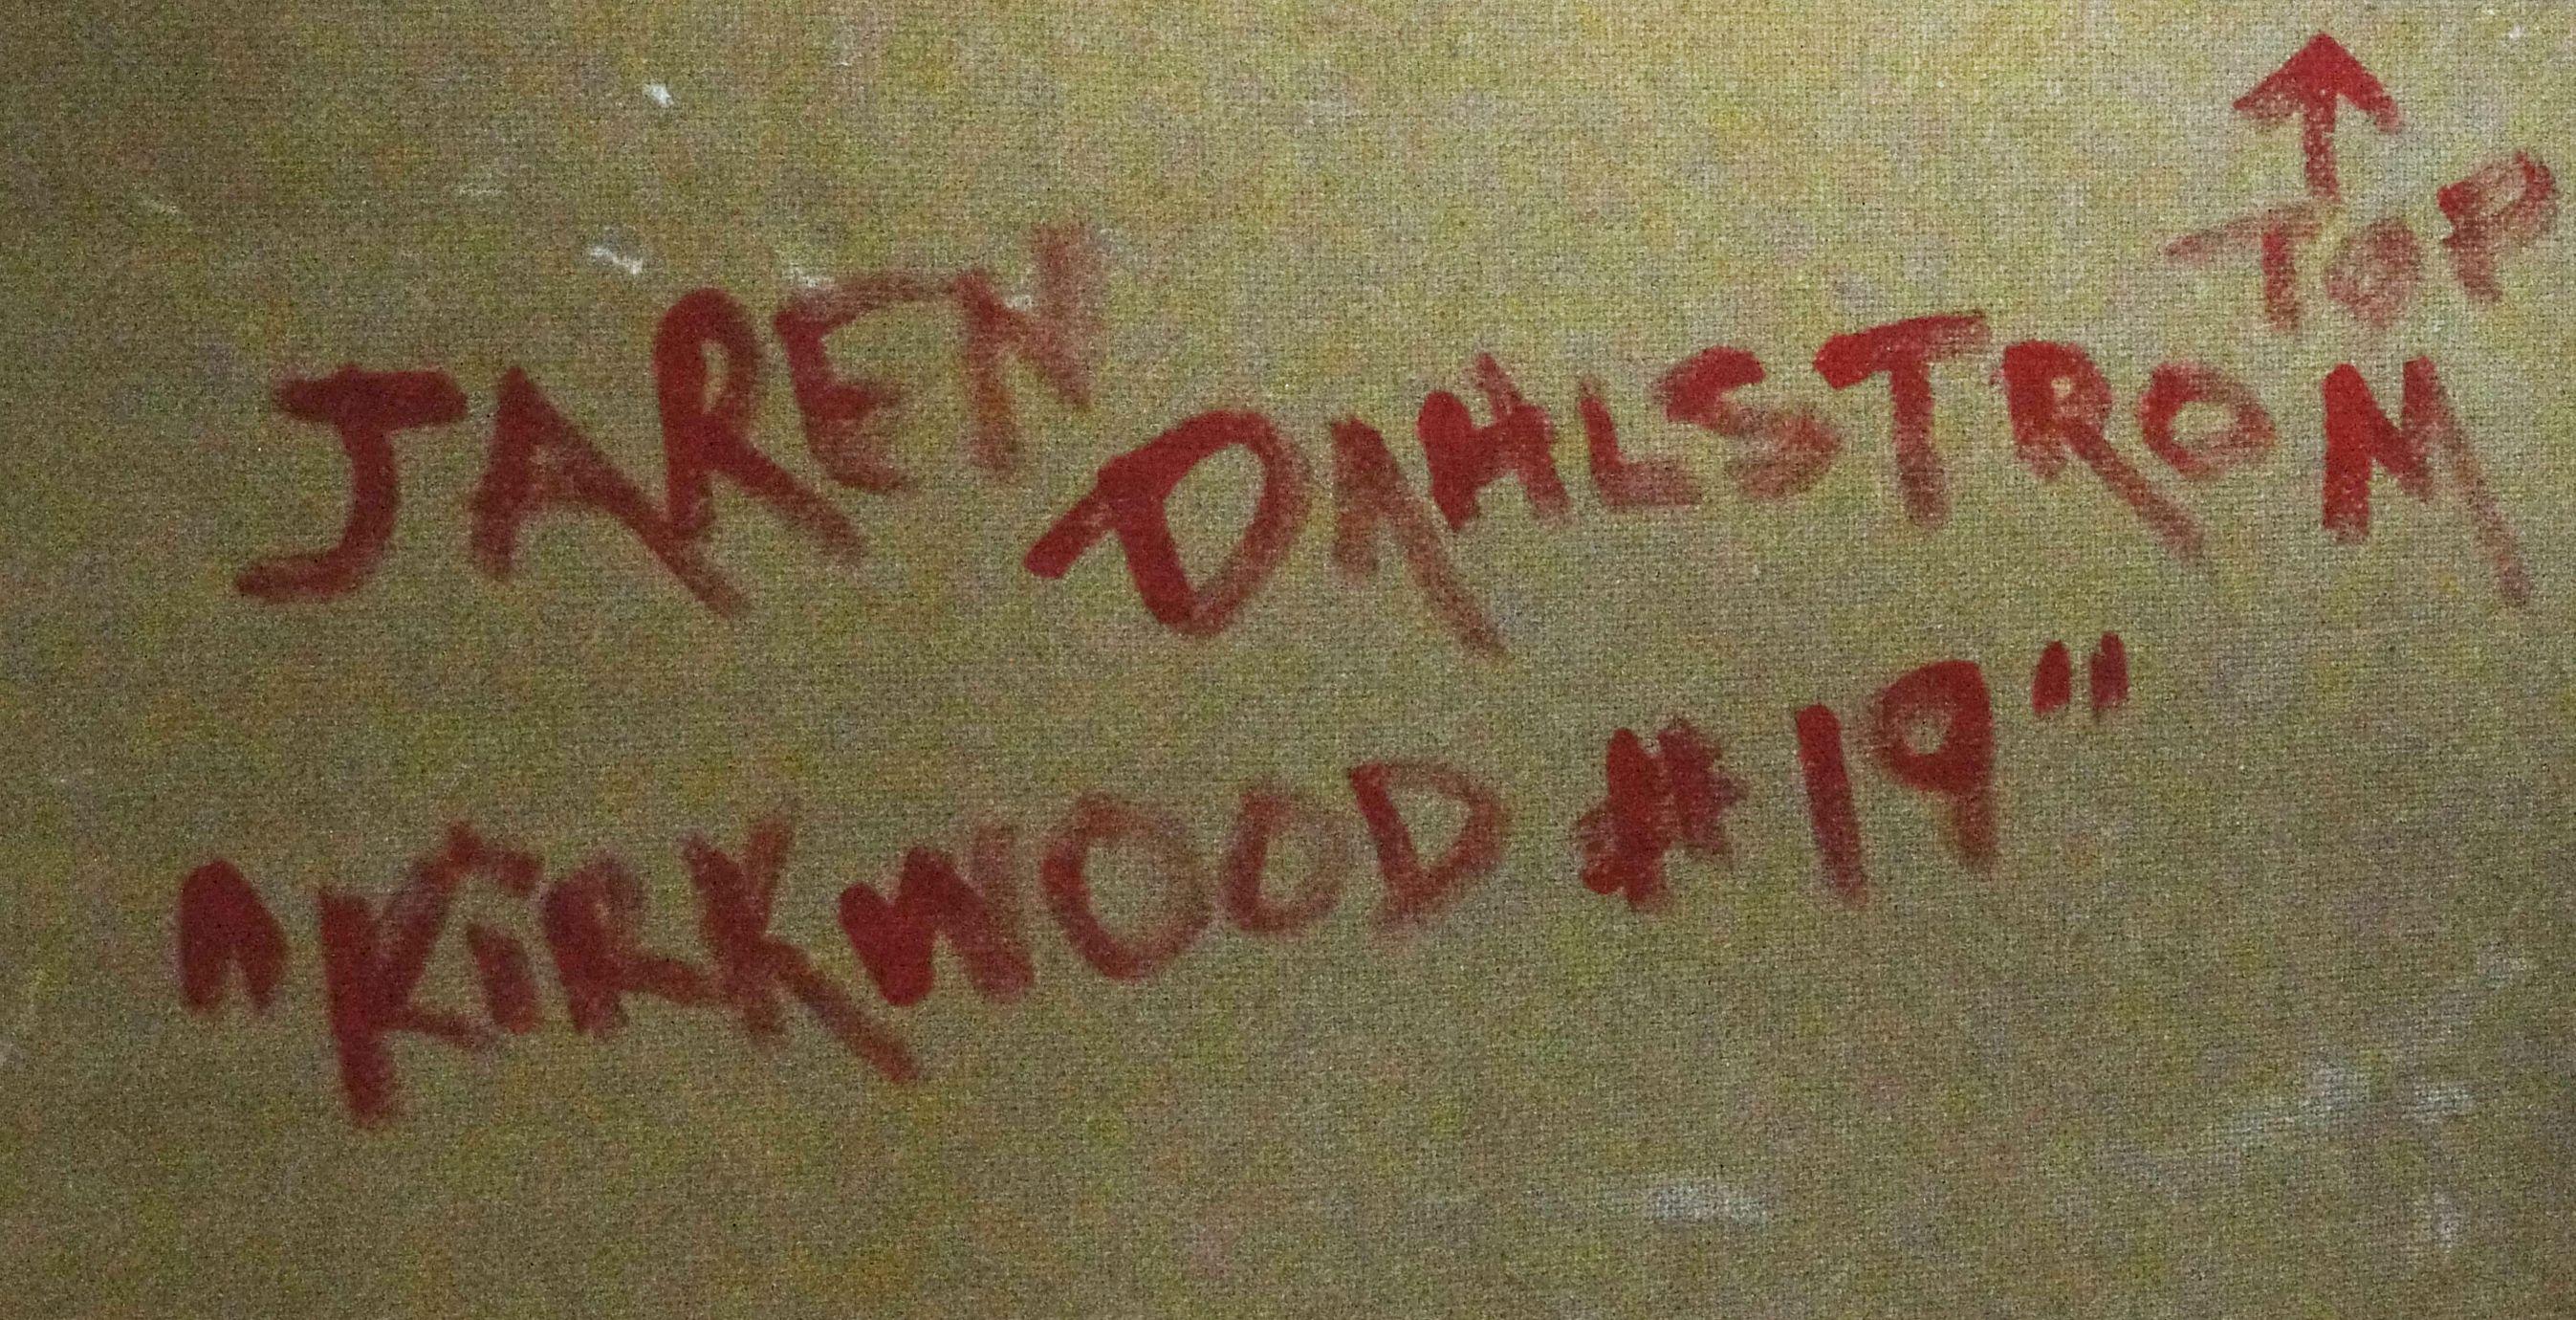 ↑
TOP
JAREN DAHLSTROM
"KiRKWOOD #19"